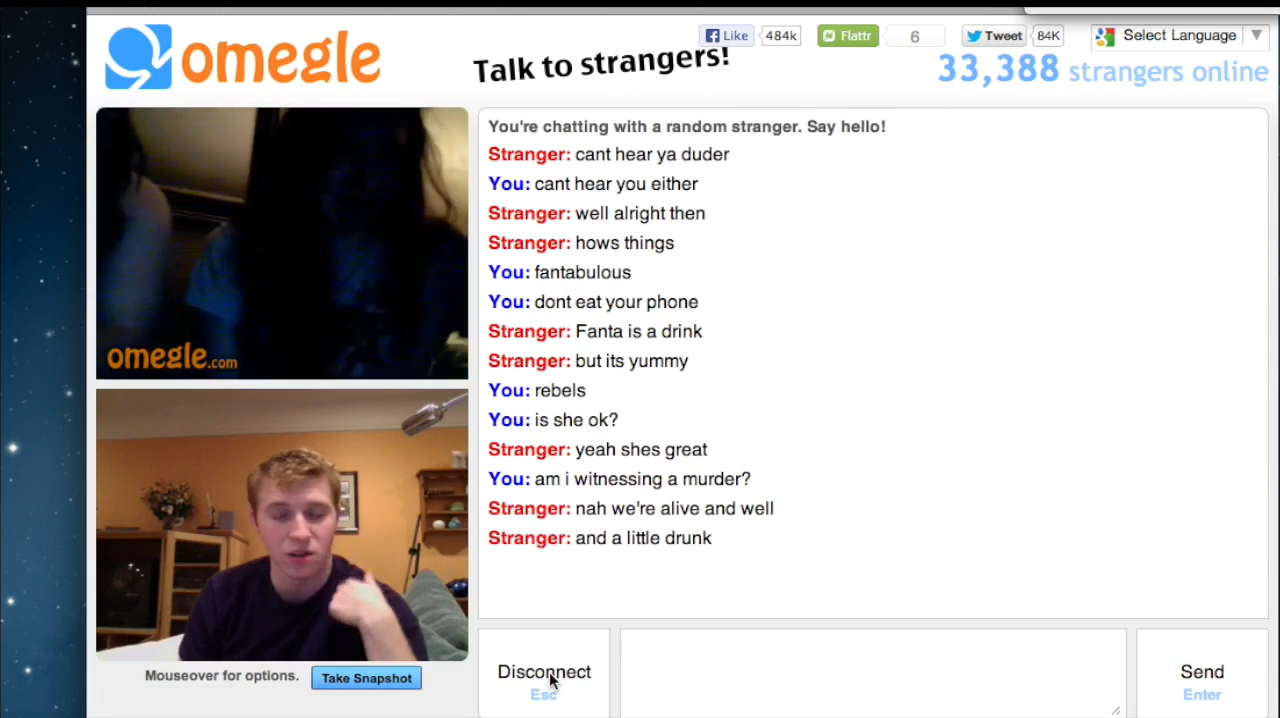 omegle
Talk to strangers!
Like 484k
Flattr 6
Tweet 84K
Select Language
33,388 strangers online
omegle.com
Mouseover for options.
Take Snapshot
You're chatting with a random stranger. Say hello!
Stranger: cant hear ya duder
You: cant hear you either
Stranger: well alright then
Stranger: hows things
You: fantabulous
You: dont eat your phone
Stranger: Fanta is a drink
Stranger: but its yummy
You: rebels
You: is she ok?
Stranger: yeah shes great
You: am i witnessing a murder?
Stranger: nah we're alive and well
Stranger: and a little drunk
Disconnect
Esc
Send
Enter